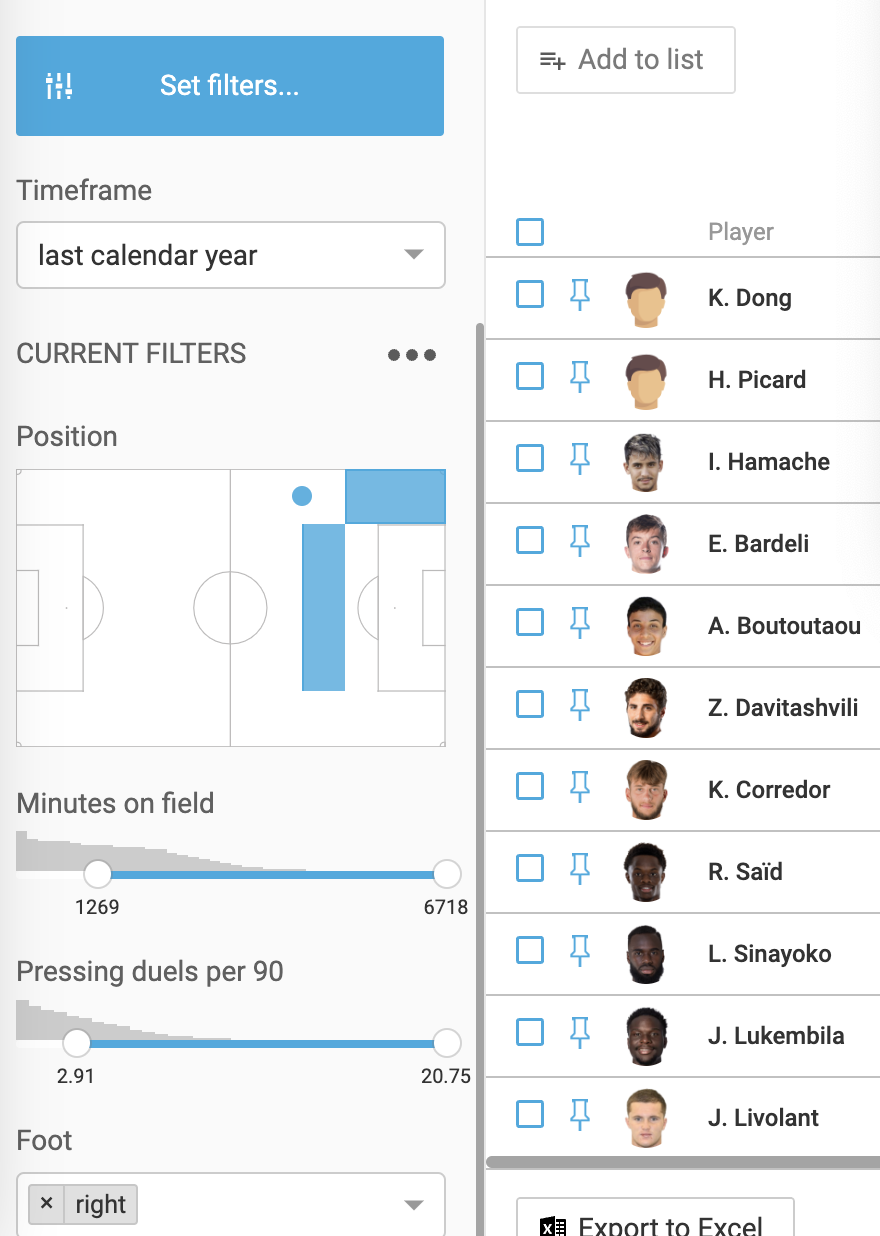 Set filters...
Timeframe
last calendar year
CURRENT FILTERS
Position
Minutes on field
1269
6718
Pressing duels per 90
2.91
20.75
Foot
× right
Add to list
Player
K. Dong
H. Picard
I. Hamache
E. Bardeli
A. Boutoutaou
Z. Davitashvili
K. Corredor
R. Saïd
L. Sinayoko
J. Lukembila
J. Livolant
Export to Excel